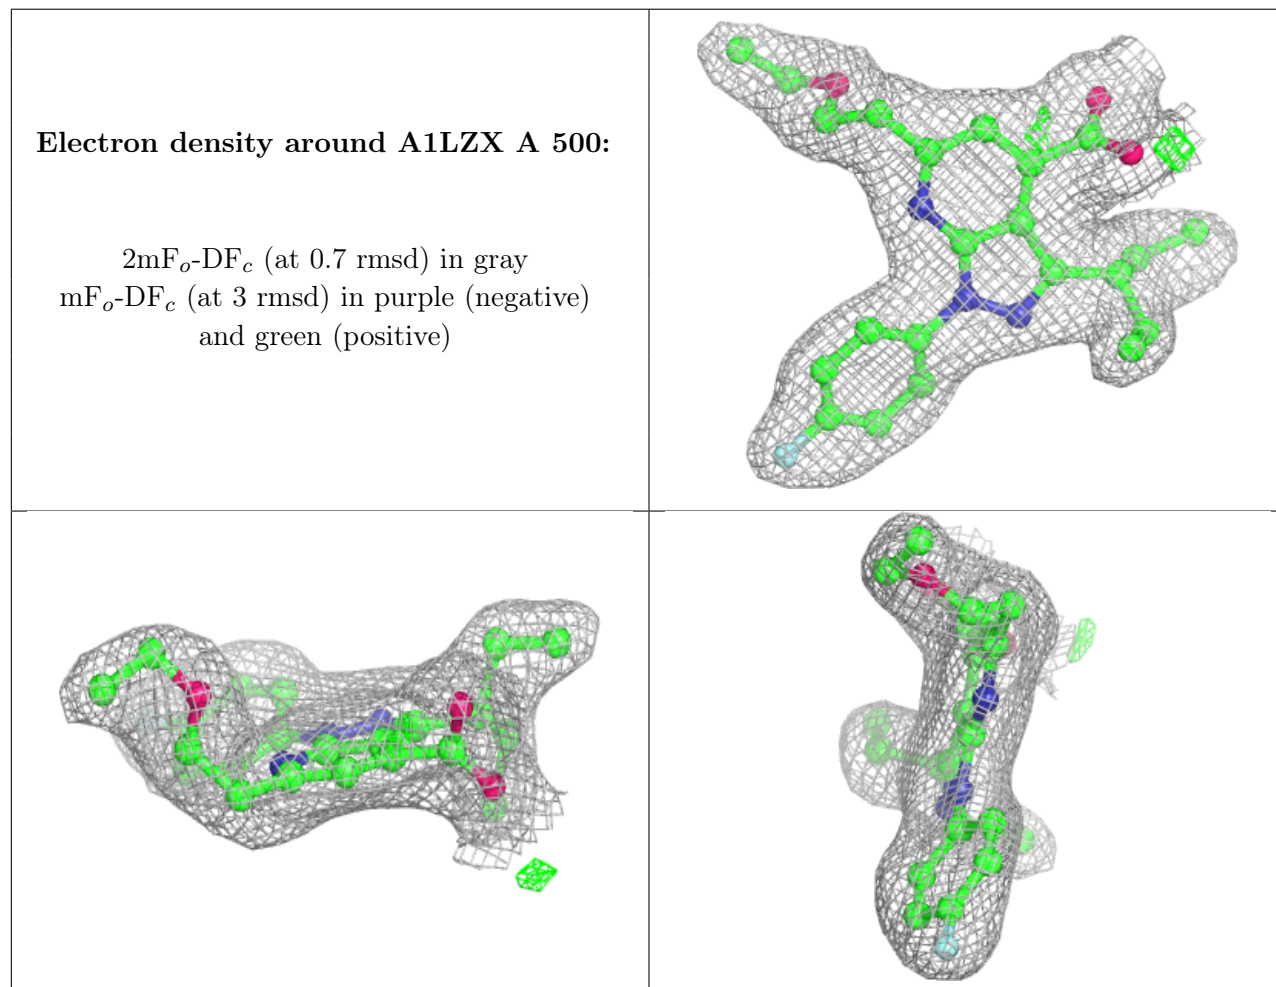 Electron density around A1LZX A 500:
2mFo-DFc (at 0.7 rmsd) in gray
mFo-DFc (at 3 rmsd) in purple (negative)
and green (positive)